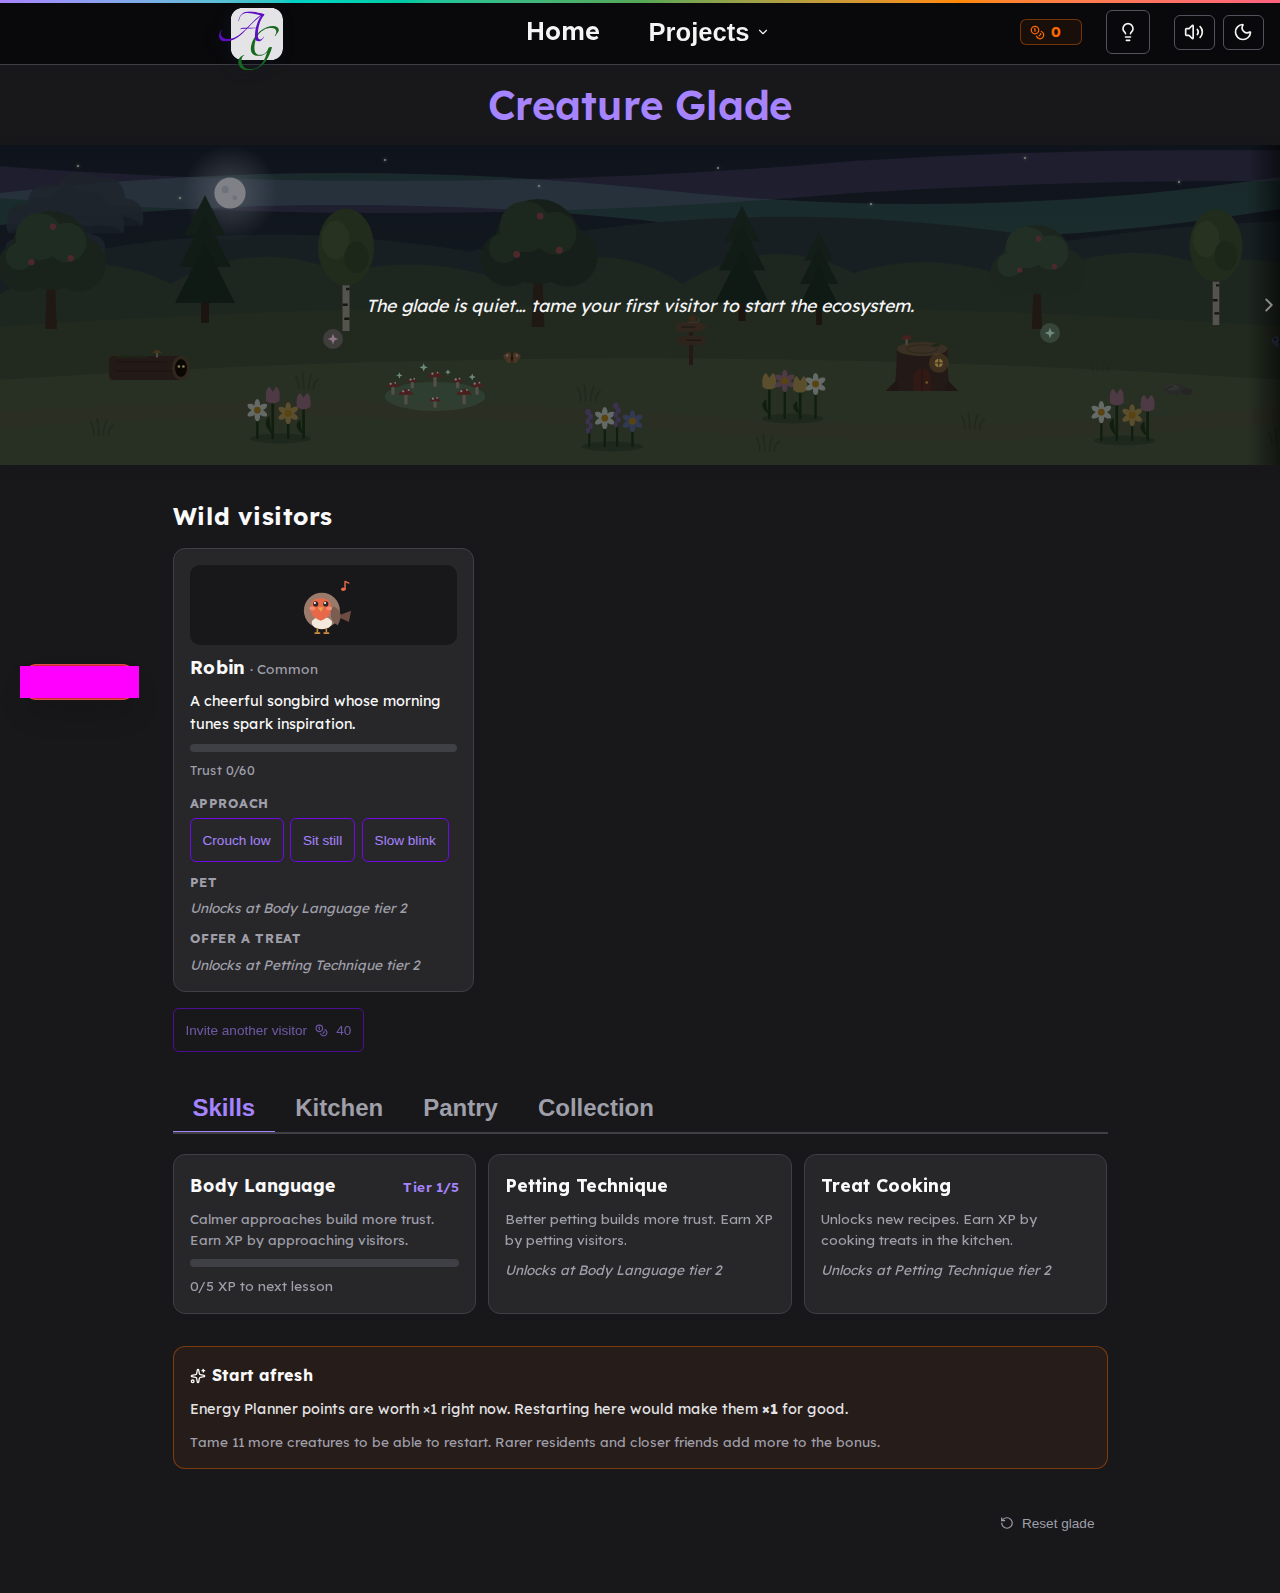 AG
Home
Projects
0
Creature Glade
The glade is quiet... tame your first visitor to start the ecosystem.
Wild visitors
Robin · Common
A cheerful songbird whose morning
tunes spark inspiration.
Trust 0/60
APPROACH
Crouch low
Sit still
Slow blink
PET
Unlocks at Body Language tier 2
OFFER A TREAT
Unlocks at Petting Technique tier 2
Invite another visitor 40
Skills
Kitchen
Pantry
Collection
Body Language
Tier 1/5
Calmer approaches build more trust.
Earn XP by approaching visitors.
0/5 XP to next lesson
Petting Technique
Better petting builds more trust. Earn XP
by petting visitors.
Unlocks at Body Language tier 2
Treat Cooking
Unlocks new recipes. Earn XP by
cooking treats in the kitchen.
Unlocks at Petting Technique tier 2
Start afresh
Energy Planner points are worth ×1 right now. Restarting here would make them ×1 for good.
Tame 11 more creatures to be able to restart. Rarer residents and closer friends add more to the bonus.
Reset glade